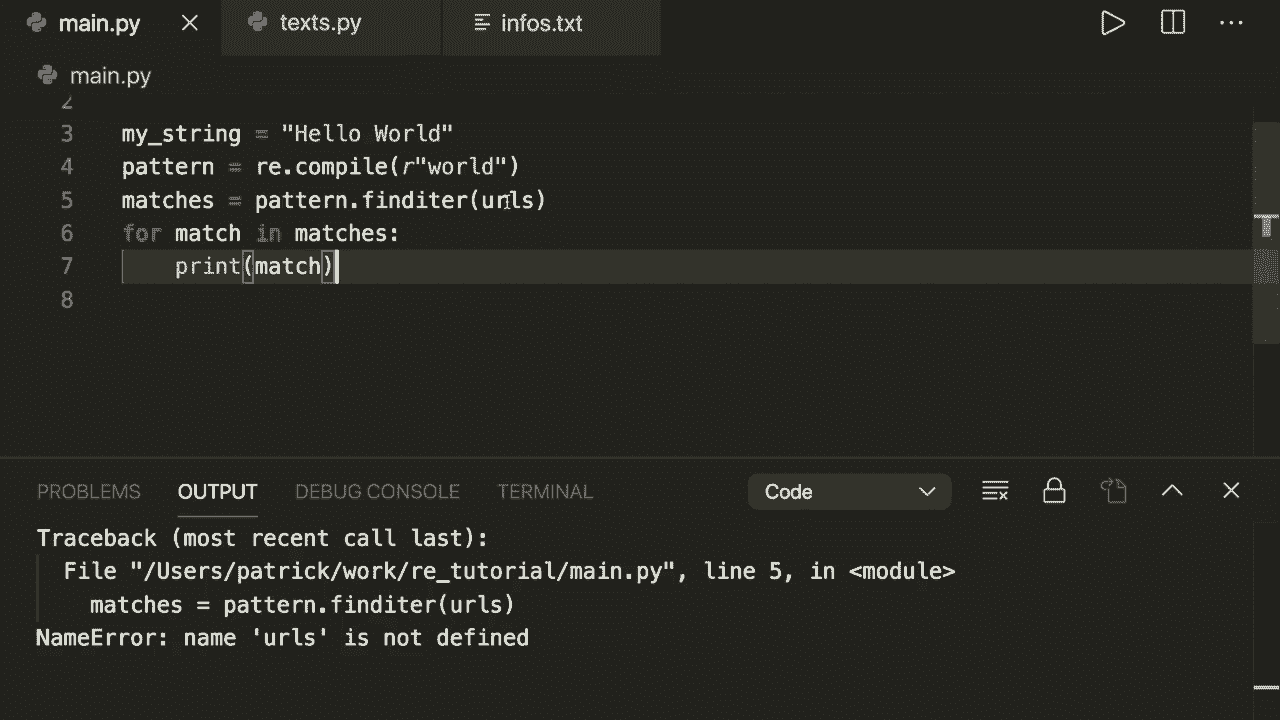 main.py
texts.py
infos.txt
main.py
2
3 my_string = "Hello World"
4 pattern = re.compile(r"world")
5 matches = pattern.finditer(urls)
6 for match in matches:
7     print(match)
8
PROBLEMS OUTPUT DEBUG CONSOLE TERMINAL Code
Traceback (most recent call last):
  File "/Users/patrick/work/re_tutorial/main.py", line 5, in <module>
    matches = pattern.finditer(urls)
NameError: name 'urls' is not defined